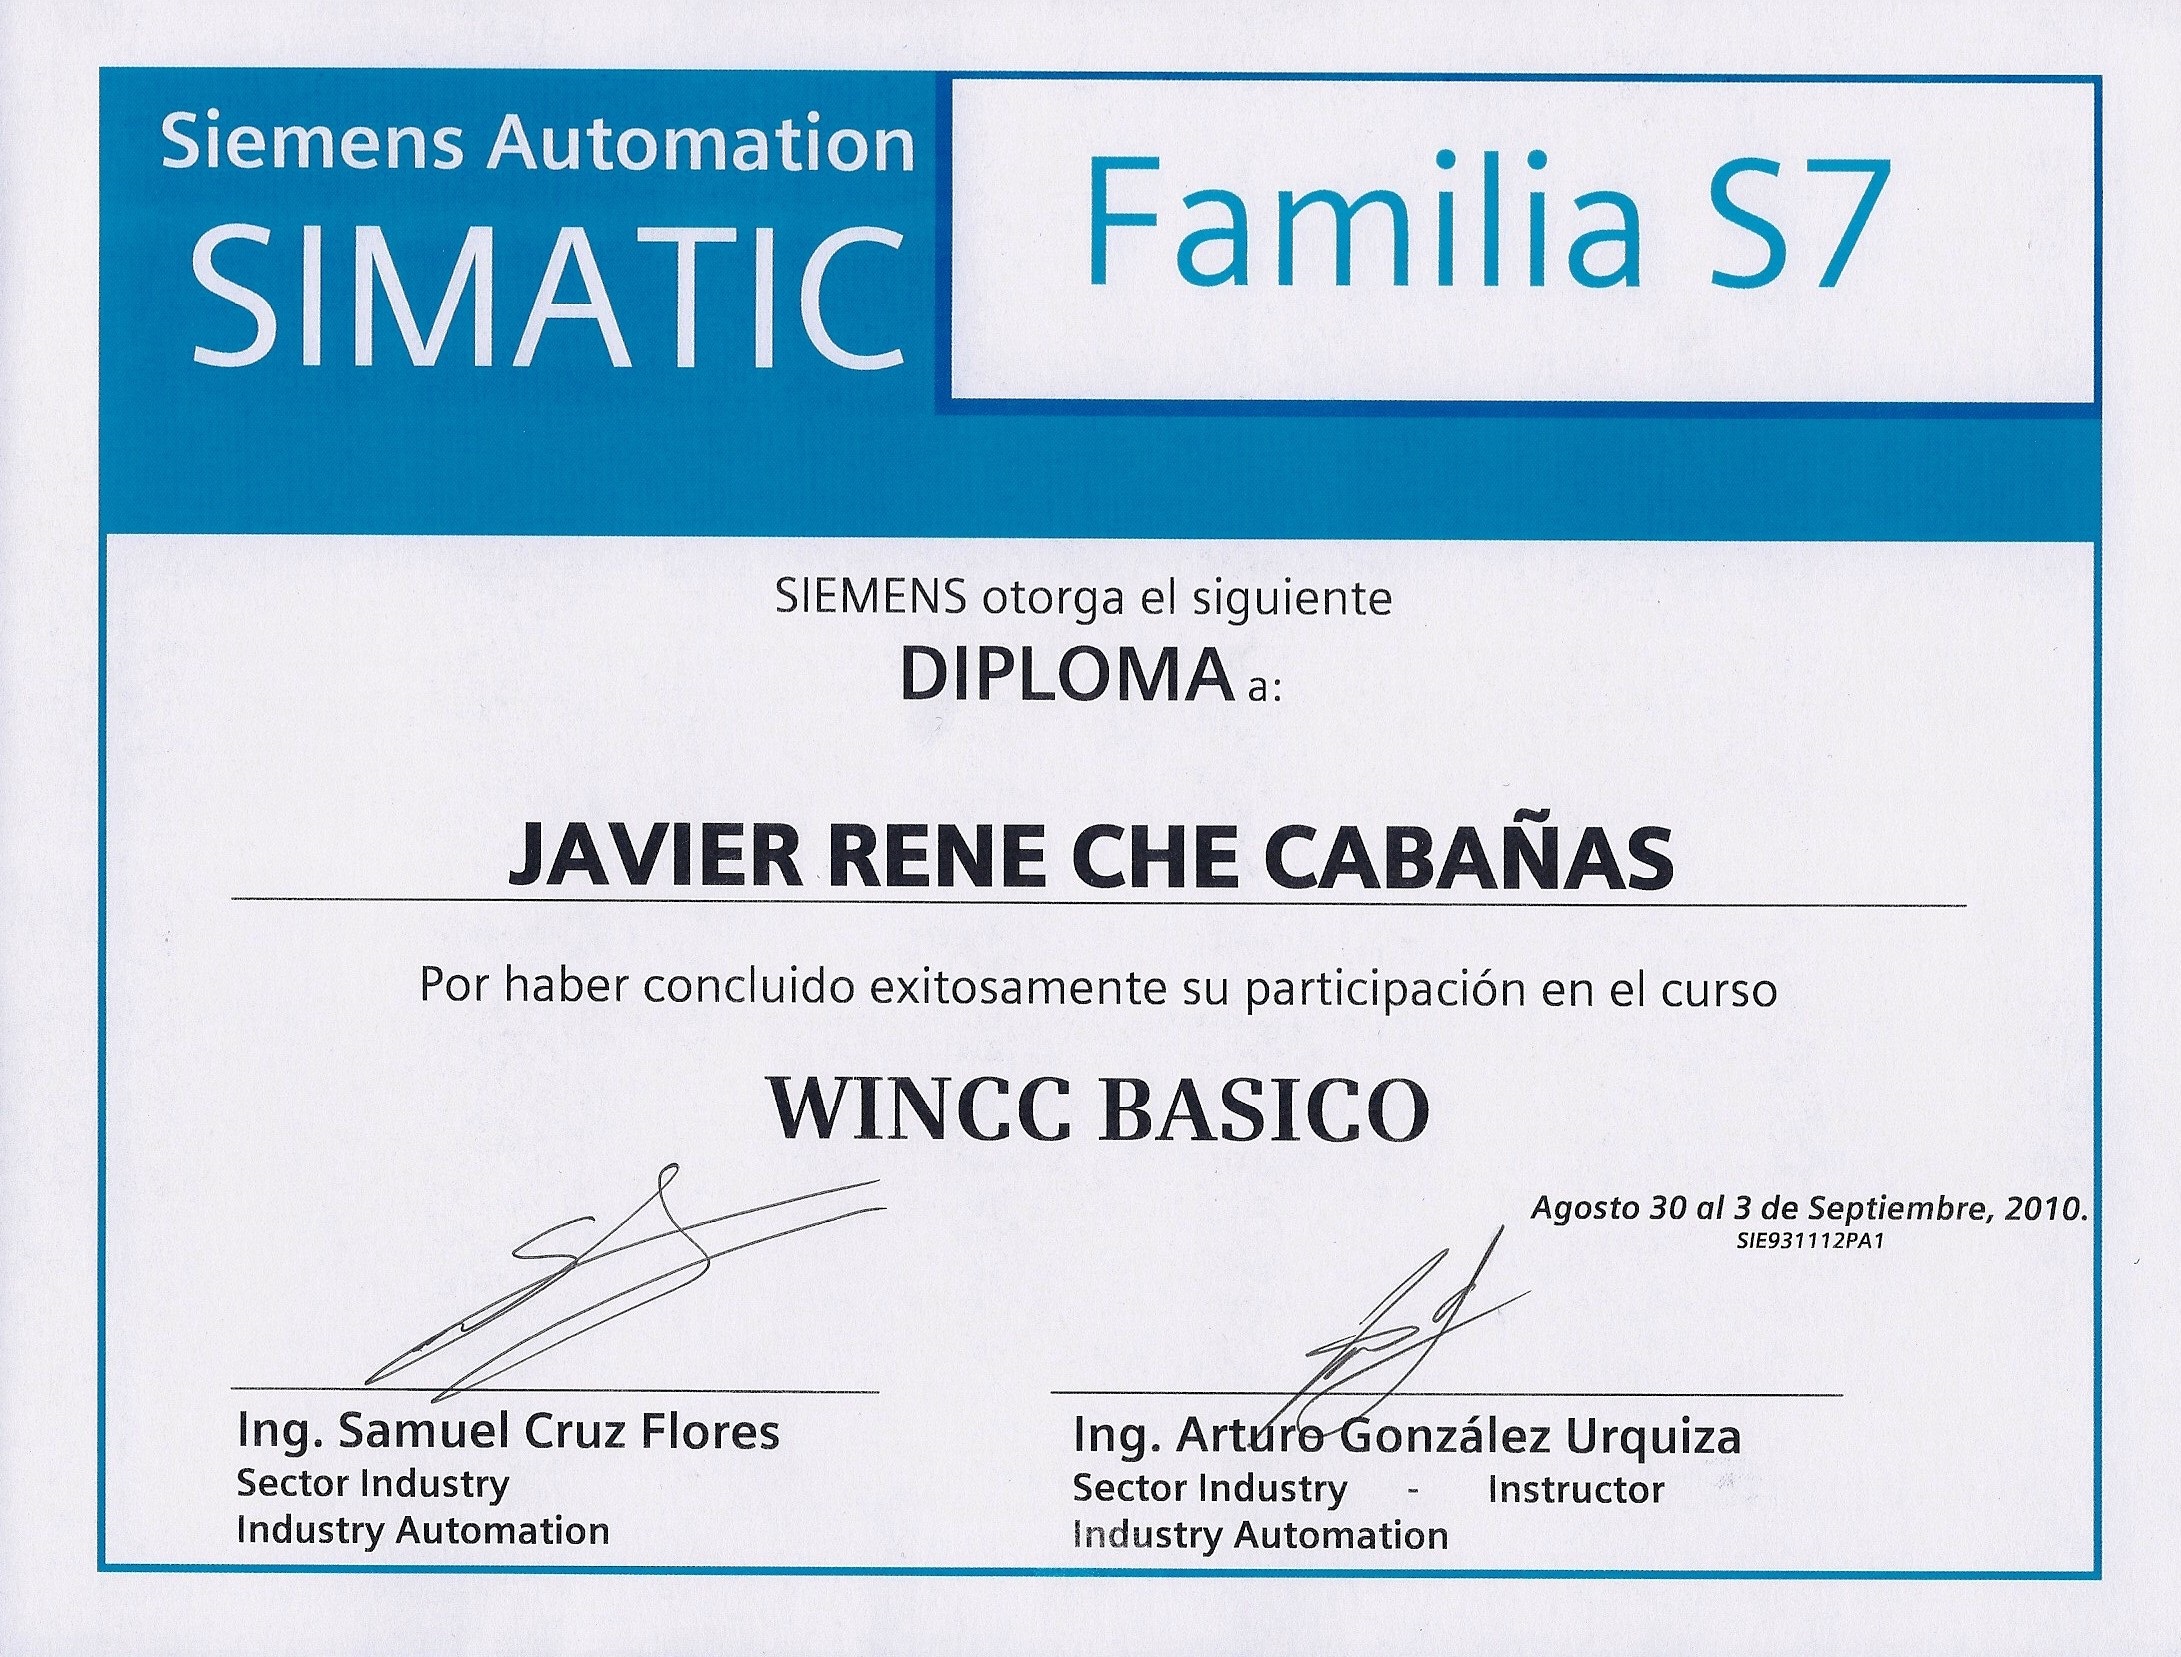 Siemens Automation
SIMATIC
Familia S7
SIEMENS otorga el siguiente
DIPLOMA a:
JAVIER RENE CHE CABAÑAS
Por haber concluido exitosamente su participación en el curso
WINCC BASICO
Agosto 30 al 3 de Septiembre, 2010.
SIE931112PA1
Ing. Samuel Cruz Flores
Sector Industry
Industry Automation
Ing. Arturo González Urquiza
Sector Industry - Instructor
Industry Automation